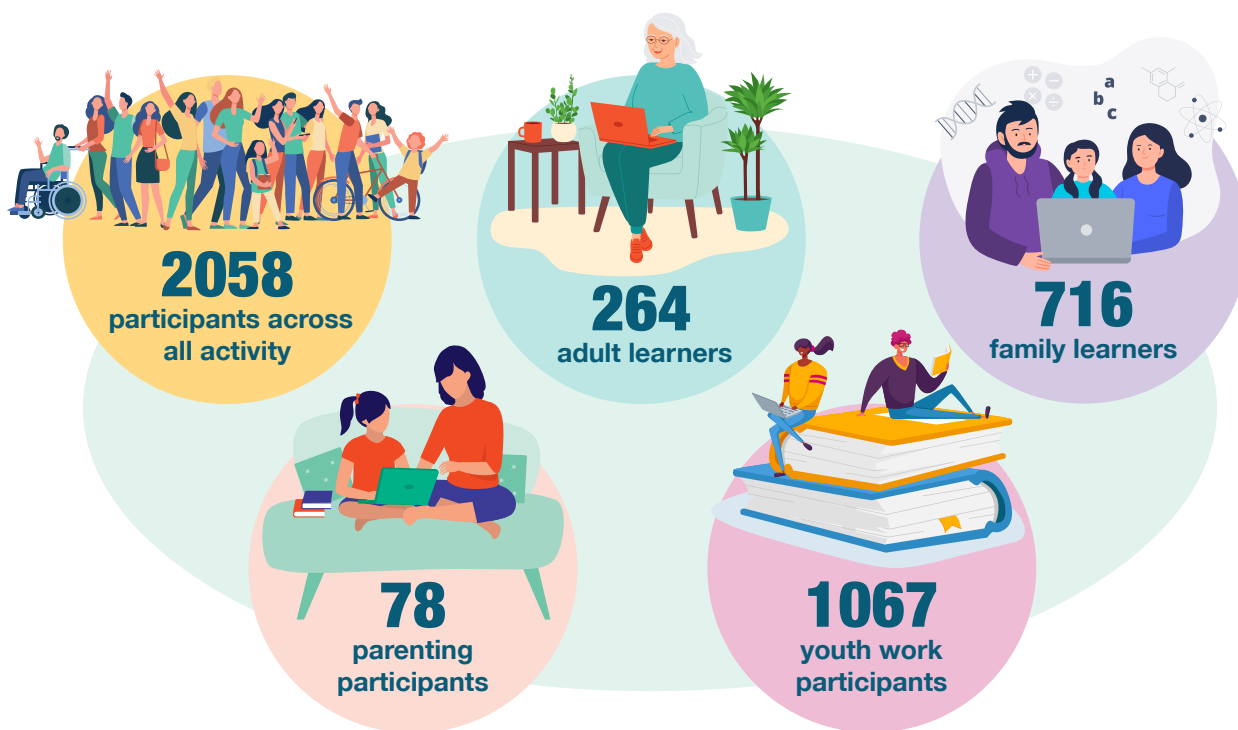 2058
participants across
all activity
264
adult learners
a
b
c
716
family learners
78
parenting
participants
1067
youth work
participants